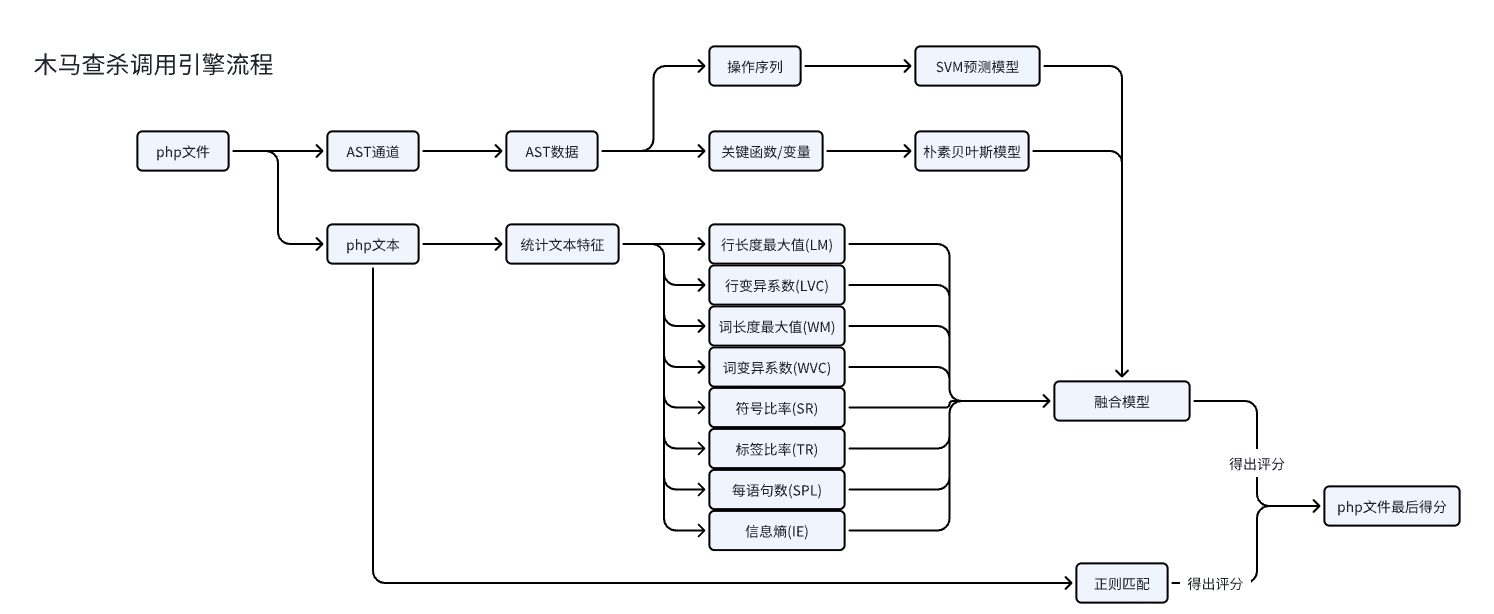 木马查杀调用引擎流程
操作序列
SVM预测模型
php文件
AST通道
AST数据
关键函数/变量
朴素贝叶斯模型
php文本
统计文本特征
行长度最大值(LM)
行变异系数(LVC)
词长度最大值(WM)
词变异系数(WVC)
符号比率(SR)
标签比率(TR)
每语句数(SPL)
信息熵(IE)
融合模型
得出评分
php文件最后得分
正则匹配
得出评分